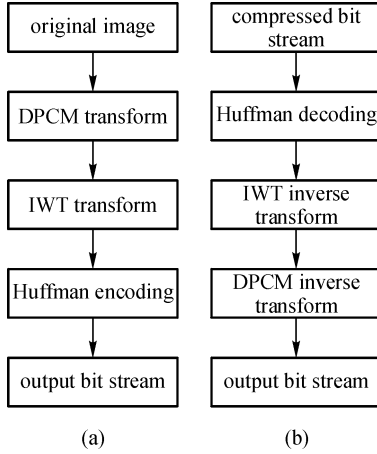 original image
DPCM transform
IWT transform
Huffman encoding
output bit stream
(a)
compressed bit
stream
Huffman decoding
IWT inverse
transform
DPCM inverse
transform
output bit stream
(b)